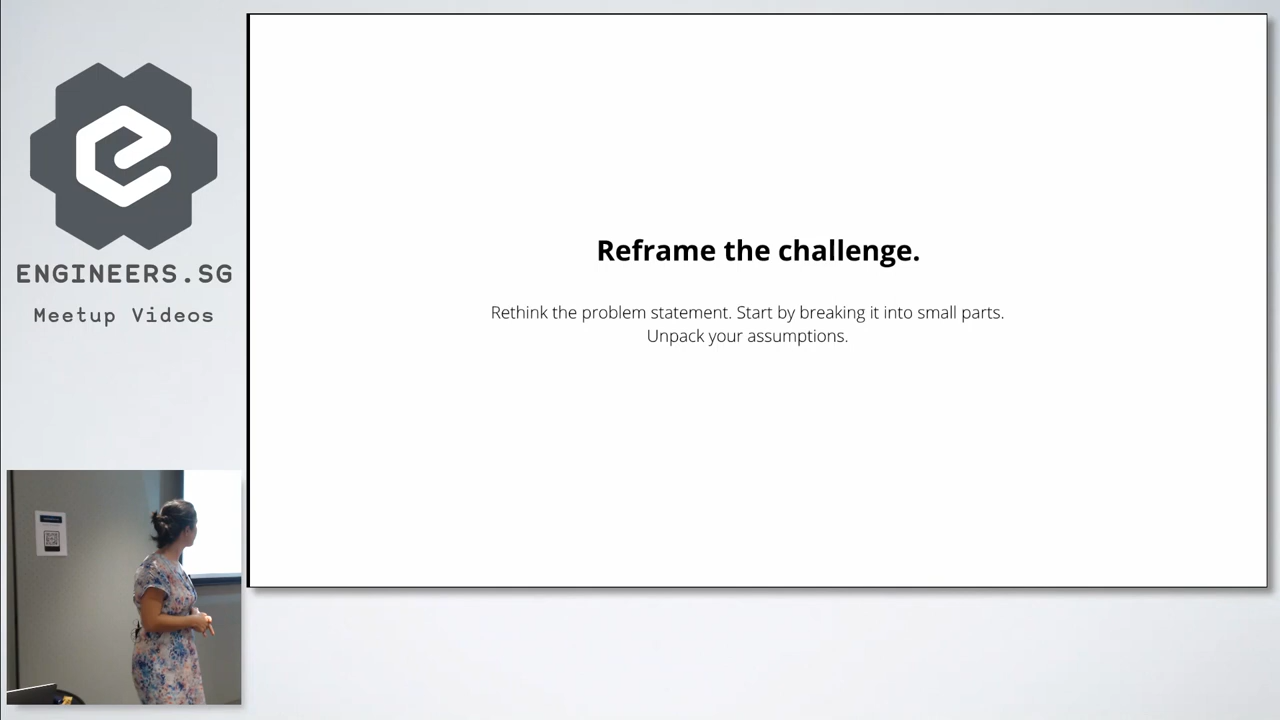 ENGINEERS.SG
Meetup Videos
Reframe the challenge.
Rethink the problem statement. Start by breaking it into small parts.
Unpack your assumptions.